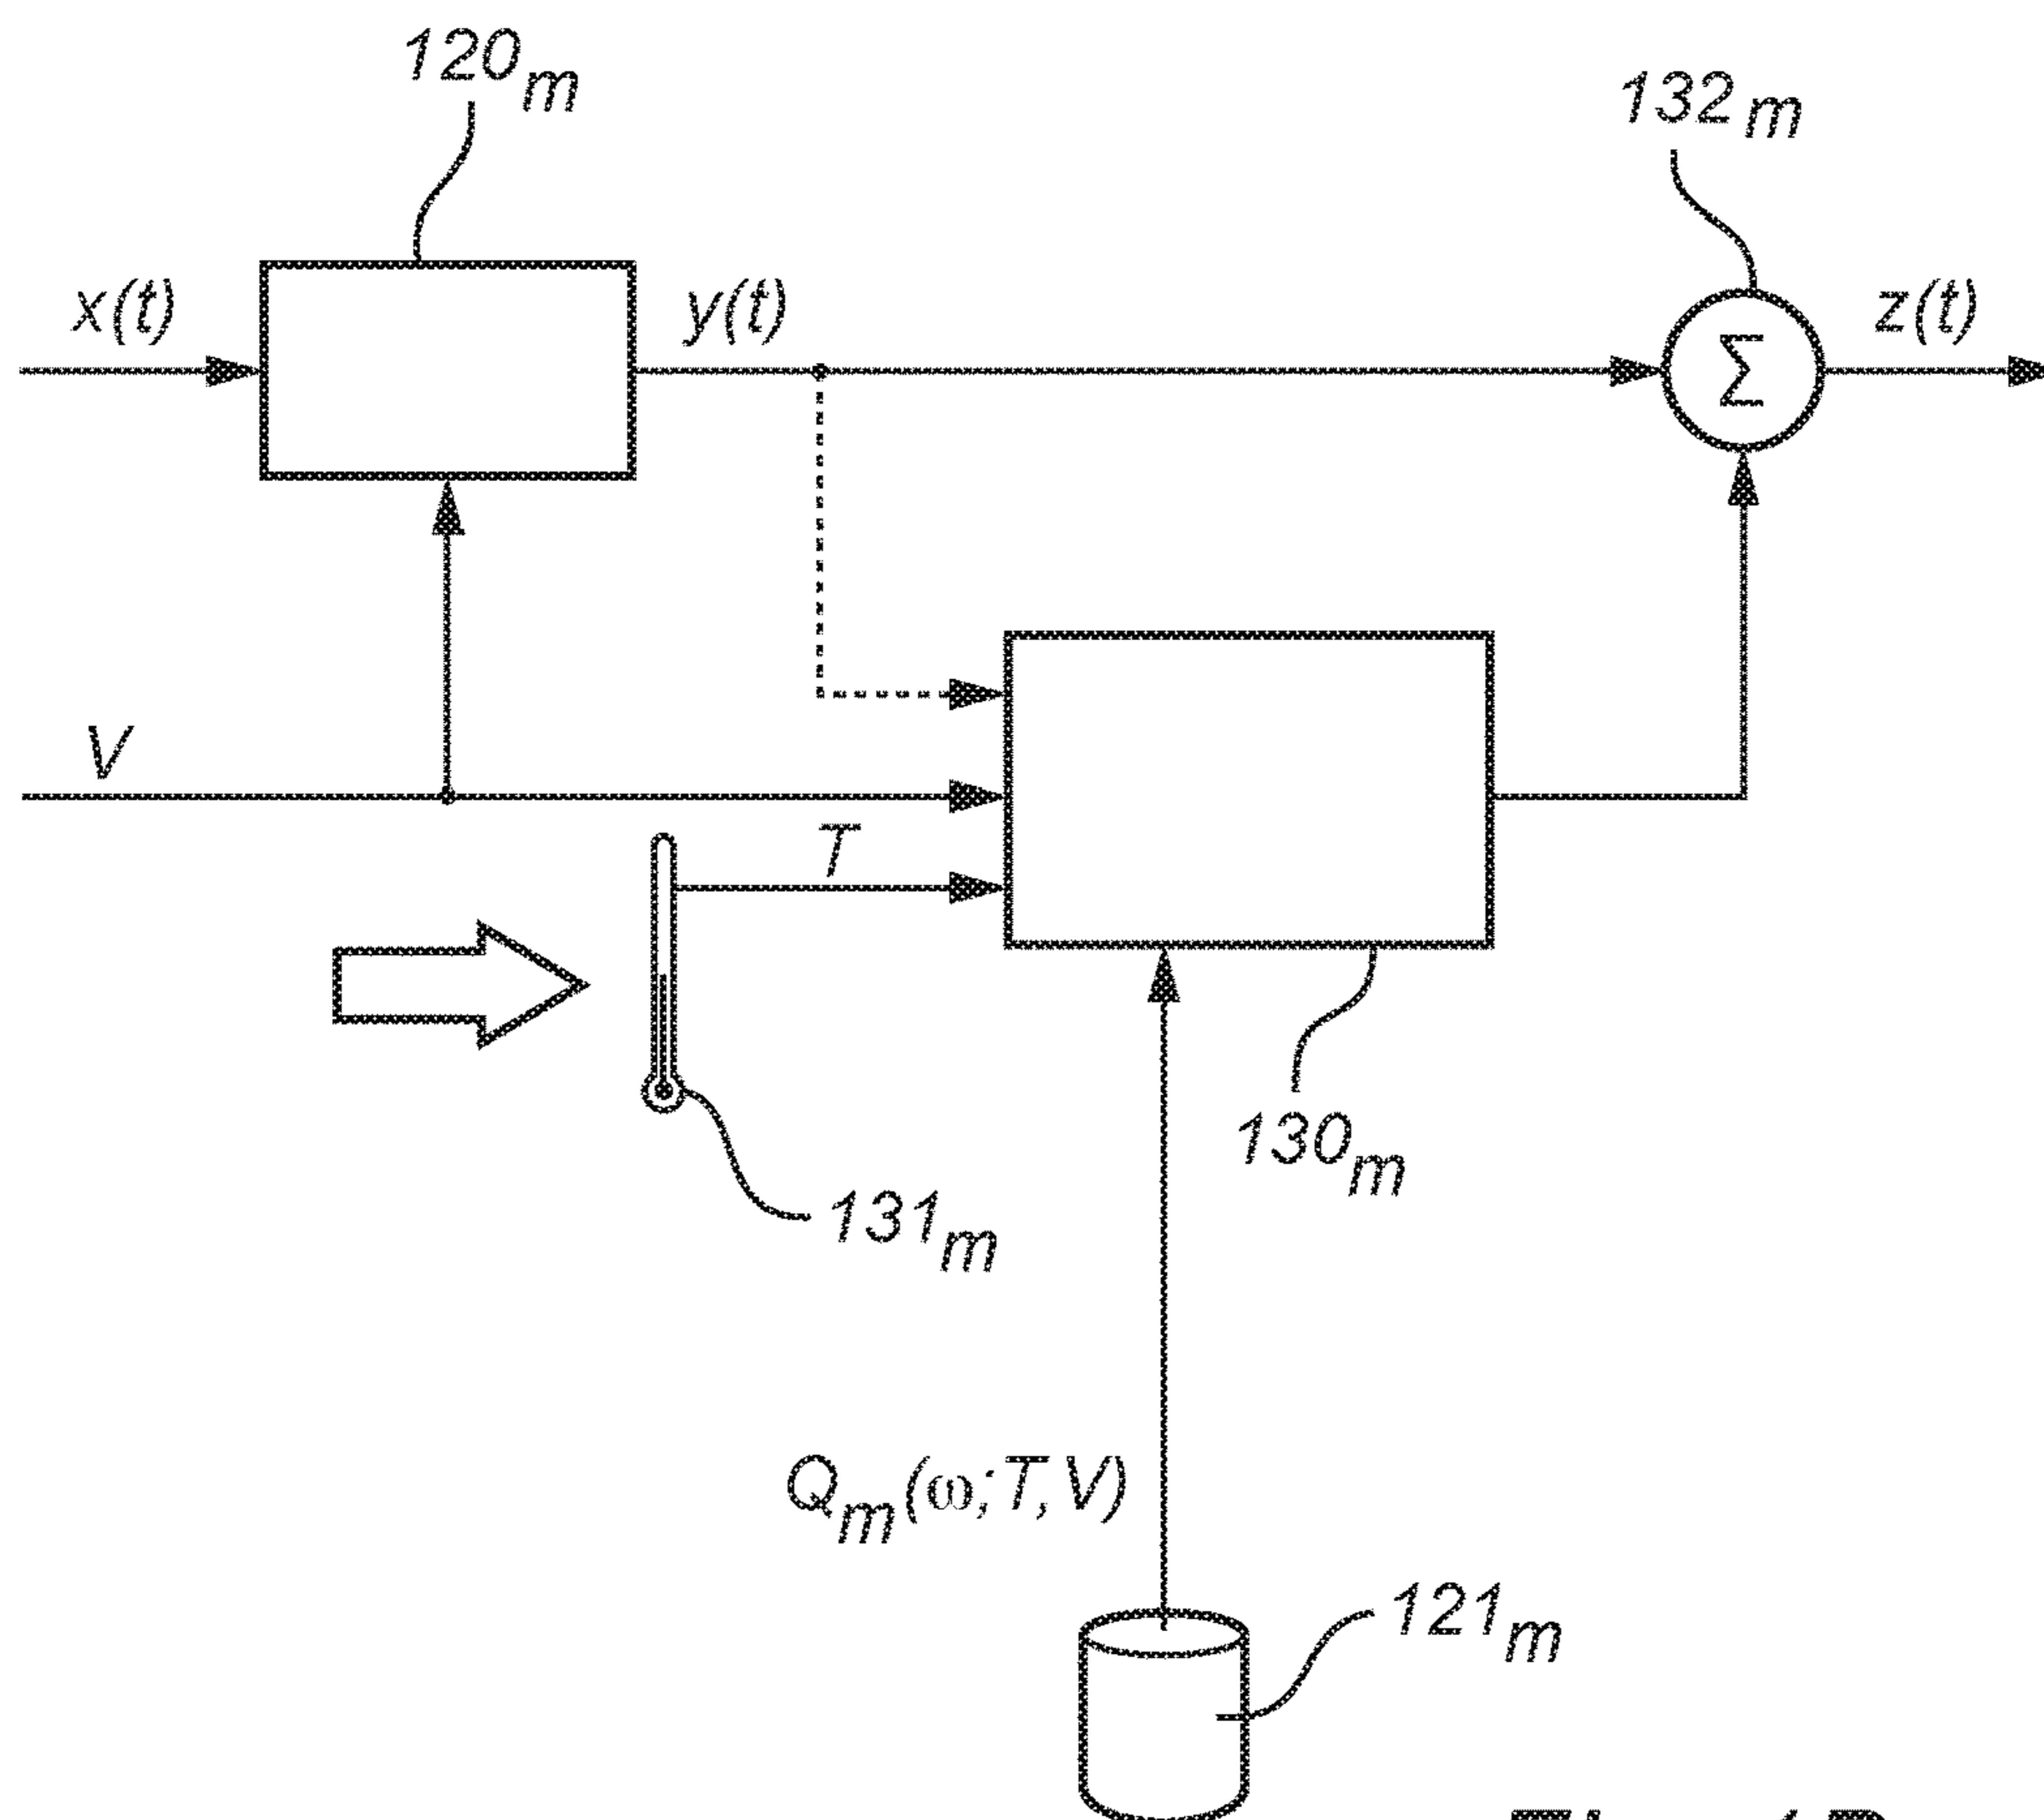 120m
132m
x(t)
y(t)
Σ
z(t)
V
T
130m
131m
Qm(ω;T,V)
121m